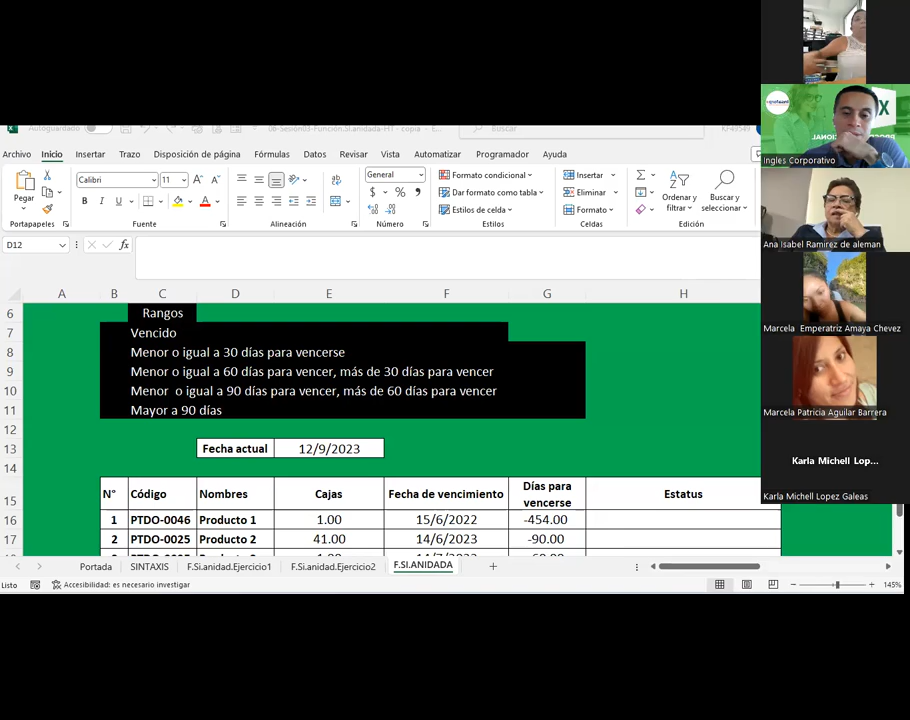 Autoguardado
06-Sesión03-Función.SI.anidada-HT - copia - E...
Buscar
KF49549
Archivo Inicio Insertar Trazo Disposición de página Fórmulas Datos Revisar Vista Automatizar Programador Ayuda
Pegar
Calibri 11
General
Formato condicional
Dar formato como tabla
Estilos de celda
Insertar
Eliminar
Formato
Ordenar y filtrar
Buscar y seleccionar
Portapapeles Fuente Alineación Número Estilos Celdas Edición
D12
A B C D E F G H
6 Rangos
7 Vencido
8 Menor o igual a 30 días para vencerse
9 Menor o igual a 60 días para vencer, más de 30 días para vencer
10 Menor o igual a 90 días para vencer, más de 60 días para vencer
11 Mayor a 90 días
12
13 Fecha actual 12/9/2023
14
15 N° Código Nombres Cajas Fecha de vencimiento Días para vencerse Estatus
16 1 PTDO-0046 Producto 1 1.00 15/6/2022 -454.00
17 2 PTDO-0025 Producto 2 41.00 14/6/2023 -90.00
Portada SINTAXIS F.Si.anidad.Ejercicio1 F.Si.anidad.Ejercicio2 F.SI.ANIDADA
Listo Accesibilidad: es necesario investigar 145%
Ingles Corporativo
Ana Isabel Ramirez de aleman
Marcela Emperatriz Amaya Chevez
Marcela Patricia Aguilar Barrera
Karla Michell Lop...
Karla Michell Lopez Galeas